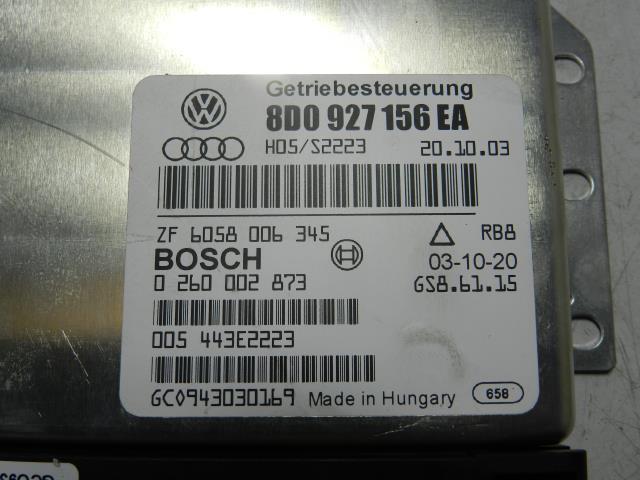 Getriebesteuerung
8D0 927 156 EA
H05/S2223 20.10.03
ZF 6058 006 345 RB8
BOSCH 03-10-20
0 260 002 873 GS8.61.15
005 443E2223
GC0943030169 Made in Hungary 658